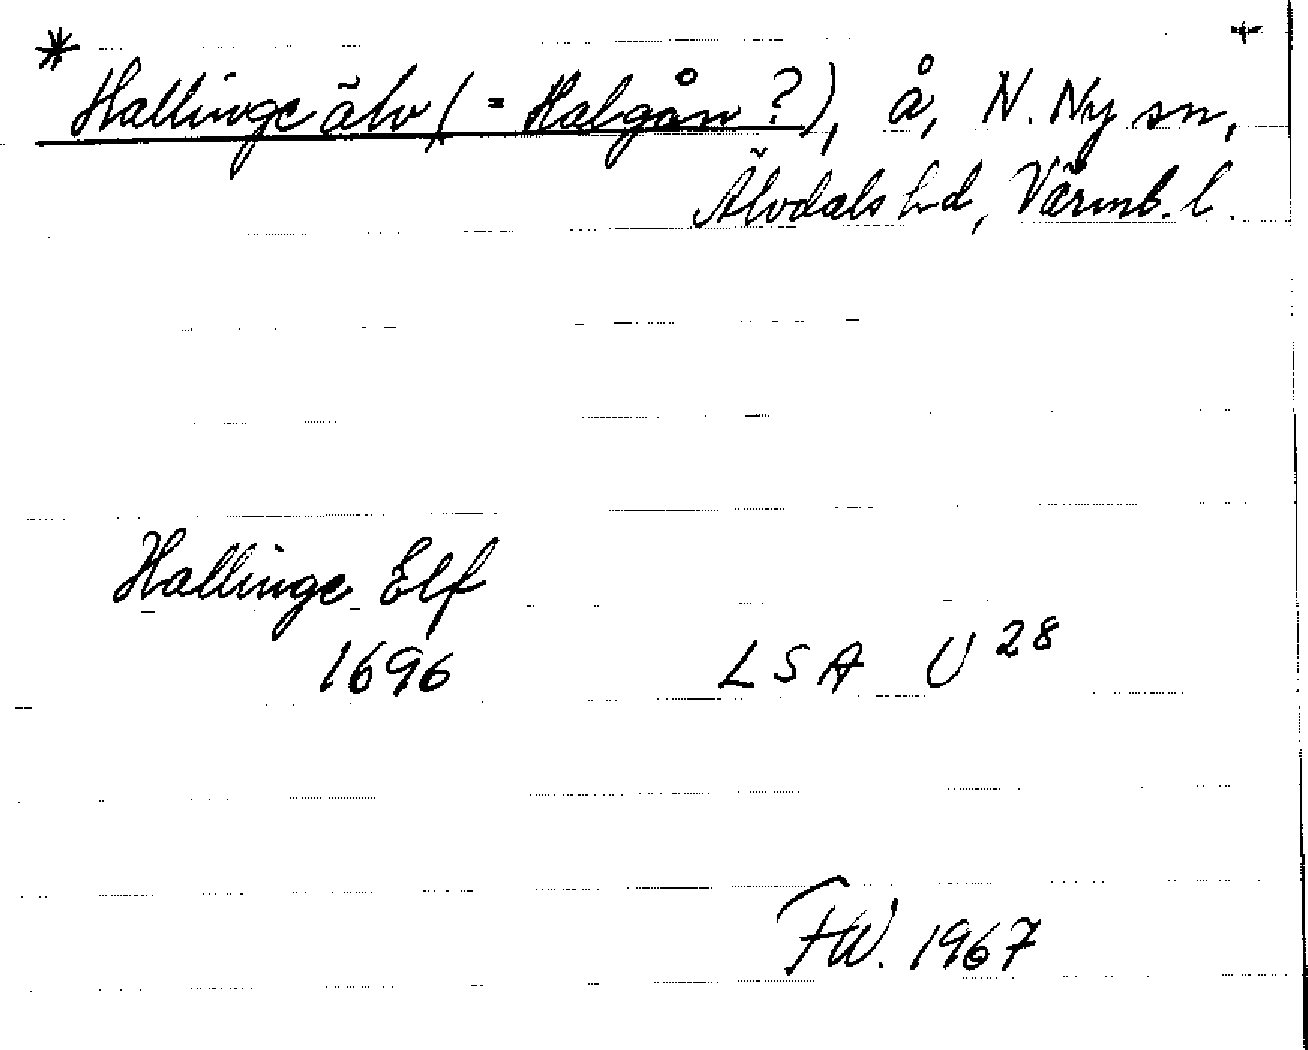 * Hallinge älv (= Halgån?), å, N. Ny sn, +
Älvdals hd, Värml. l.
Hallinge Elf
1696 LSA U 28
FW. 1967